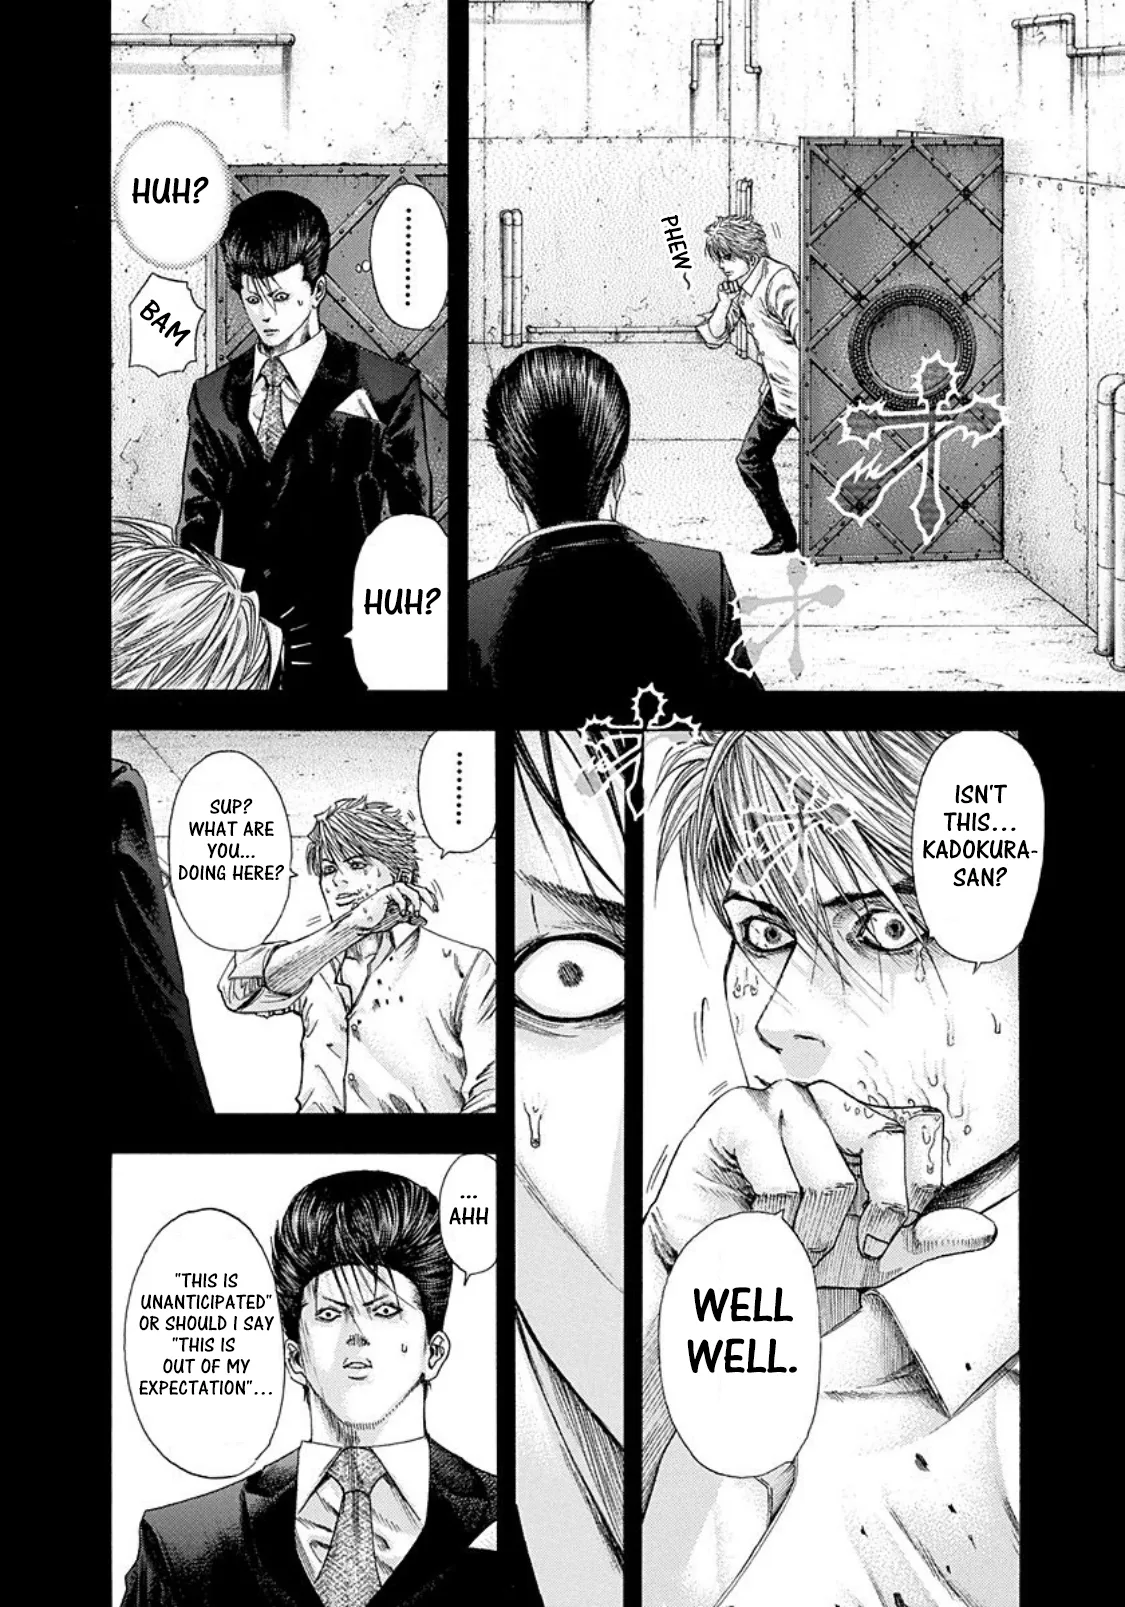 PHEW~
.........
HUH?
BAM
HUH?
ISN'T
THIS...
KADOKURA-
SAN?
WELL
WELL.
........
SUP?
WHAT ARE
YOU...
DOING HERE?
...
AHH
"THIS IS
UNANTICIPATED"
OR SHOULD I SAY
"THIS IS
OUT OF MY
EXPECTATION"...